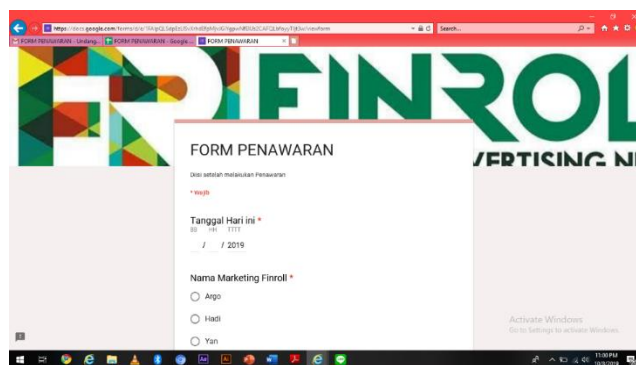 Search...
FORM PENAWARAN - Undang...
FORM PENAWARAN - Google ...
FORM PENAWARAN
FR FINROL
VERTISING N
FORM PENAWARAN
Diisi setelah melakukan Penawaran
* Wajib
Tanggal Hari ini *
HH TTTT
/ / 2019
Nama Marketing Finroll *
Argo
Hadi
Yan
Activate Windows
Go to Settings to activate Windows.
11:00 PM